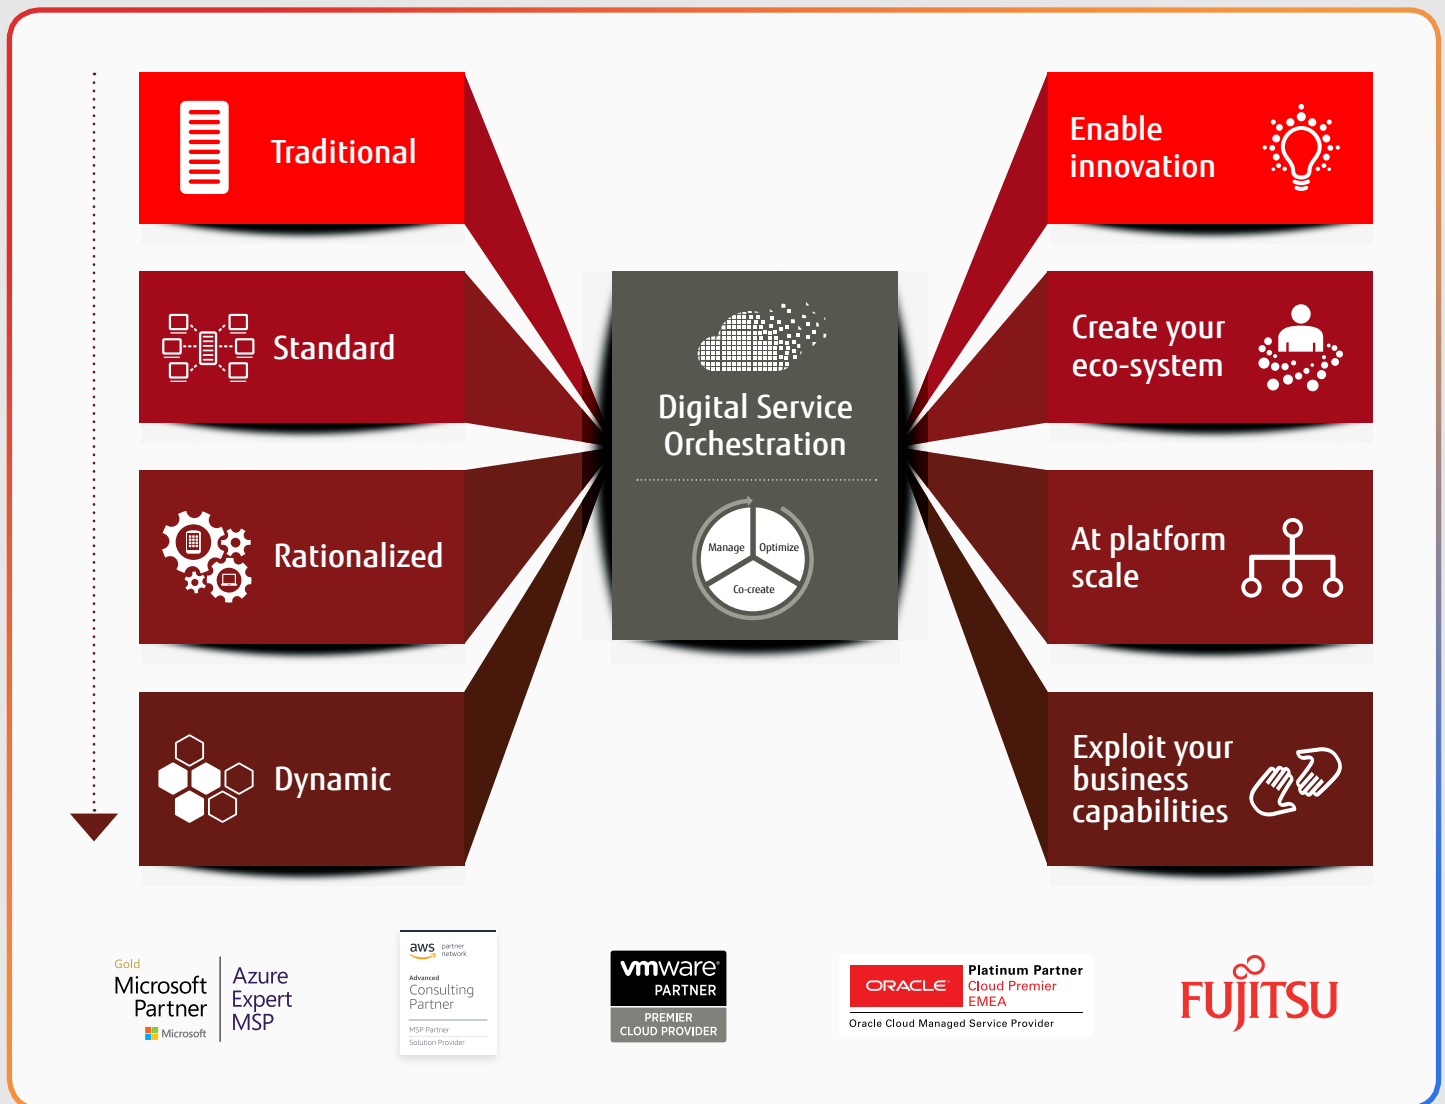 Traditional
Standard
Rationalized
Dynamic
Digital Service
Orchestration
Manage
Optimize
Co-create
Enable
innovation
Create your
eco-system
At platform
scale
Exploit your
business
capabilities
Gold
Microsoft
Partner
Microsoft
Azure
Expert
MSP
aws partner
network
Advanced
Consulting
Partner
MSP Partner
Solution Provider
vmware®
PARTNER
PREMIER
CLOUD PROVIDER
ORACLE
Platinum Partner
Cloud Premier
EMEA
Oracle Cloud Managed Service Provider
FUJITSU